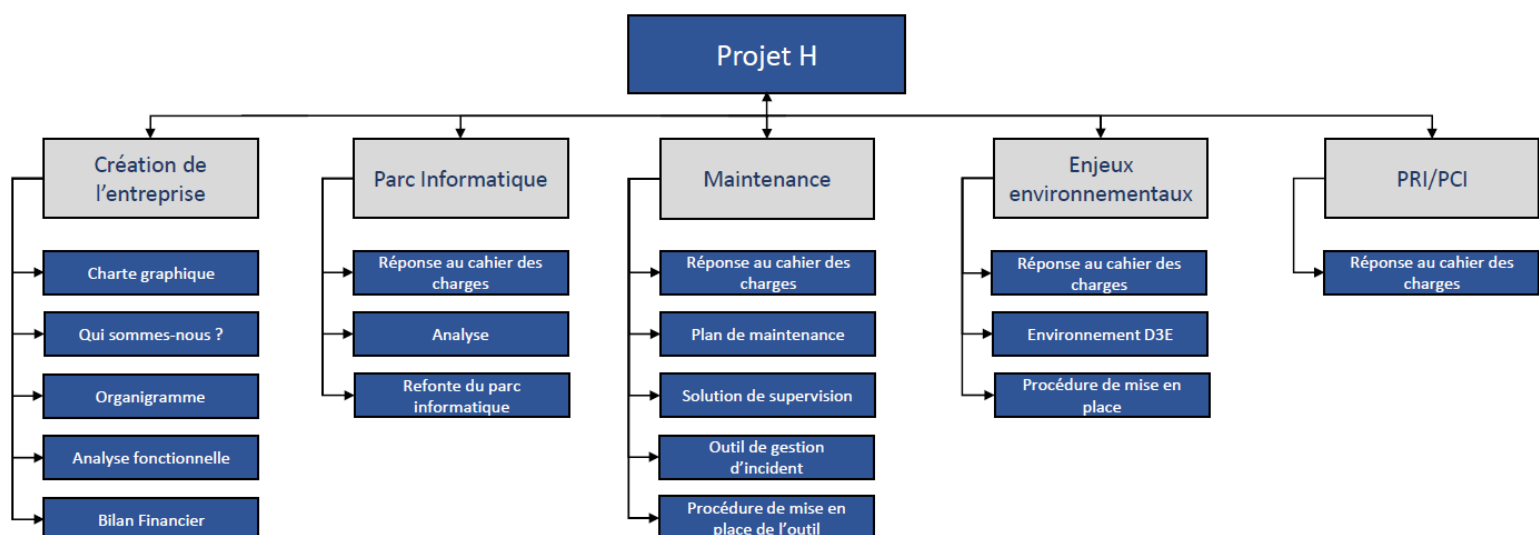 Projet H
Création de
l'entreprise
Parc Informatique
Maintenance
Enjeux
environnementaux
PRI/PCI
Charte graphique
Réponse au cahier des
charges
Réponse au cahier des
charges
Réponse au cahier des
charges
Réponse au cahier des
charges
Qui sommes-nous ?
Analyse
Plan de maintenance
Environnement D3E
Organigramme
Refonte du parc
informatique
Solution de supervision
Procédure de mise en
place
Analyse fonctionnelle
Outil de gestion
d'incident
Bilan Financier
Procédure de mise en
place de l'outil